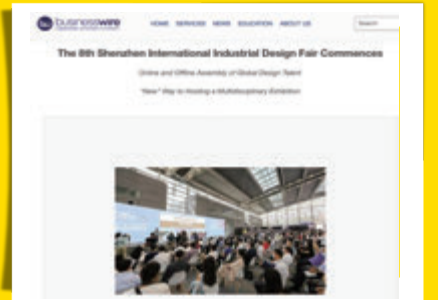 businesswire
HOME SERVICES NEWS EDUCATION ABOUT US
Search
The 8th Shenzhen International Industrial Design Fair Commences
Online and Offline Assembly of Global Design Talent
"New" Way to Hosting a Multidisciplinary Exhibition